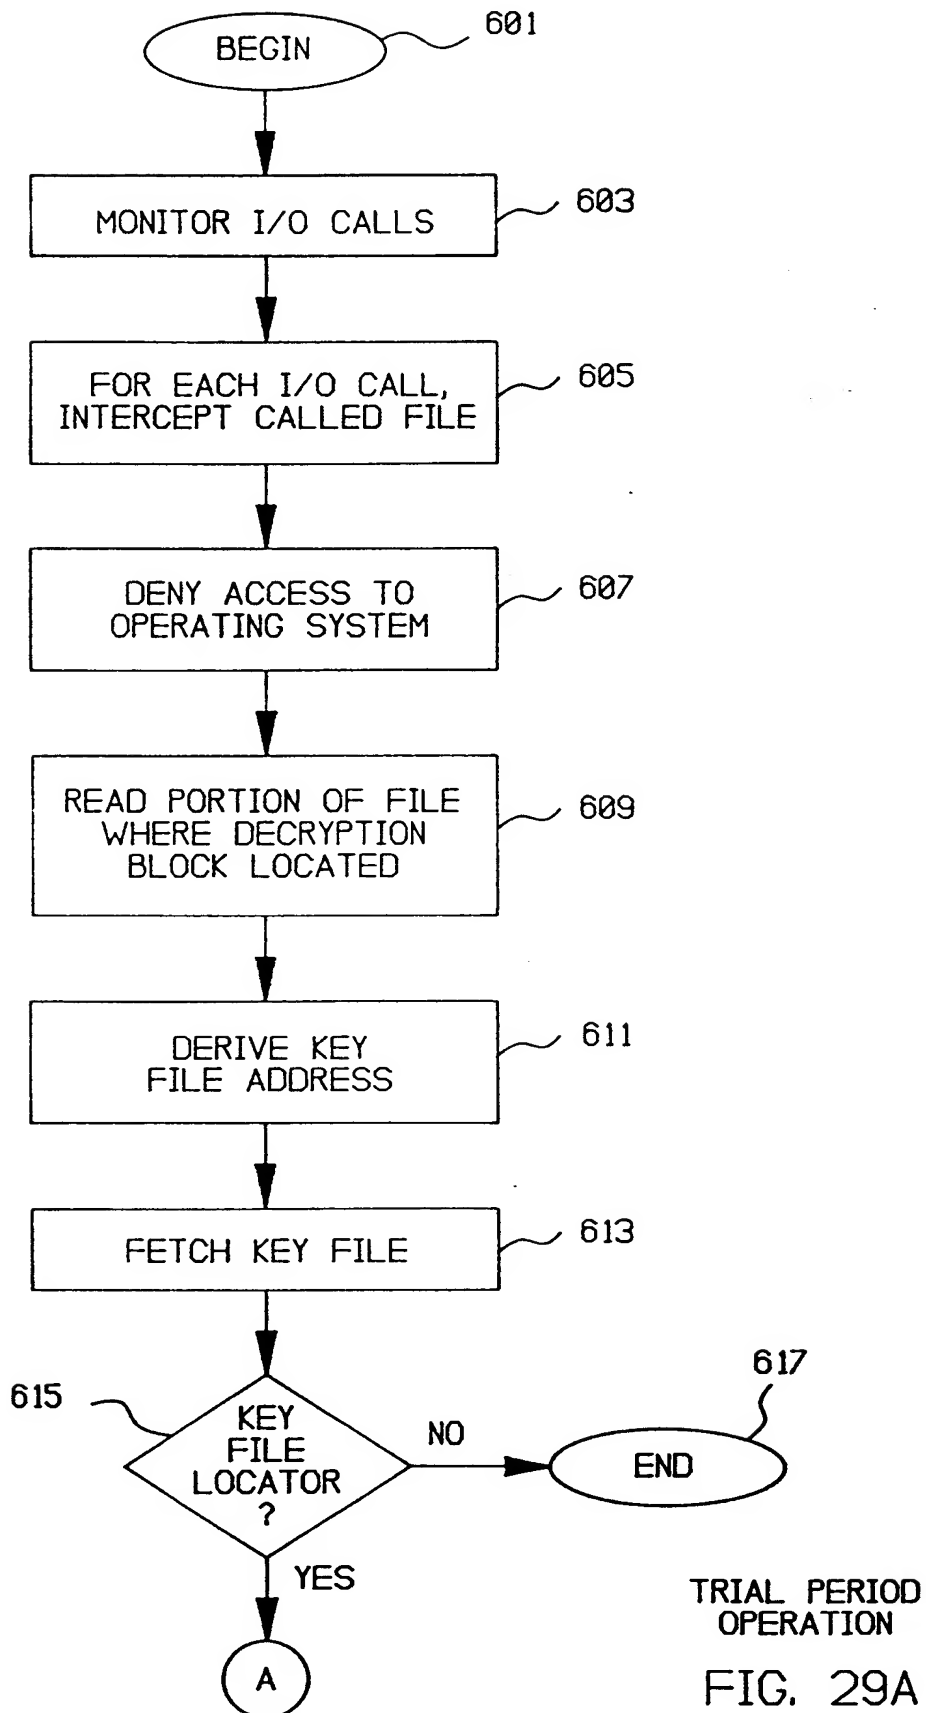 BEGIN
601
MONITOR I/O CALLS
603
FOR EACH I/O CALL,
INTERCEPT CALLED FILE
605
DENY ACCESS TO
OPERATING SYSTEM
607
READ PORTION OF FILE
WHERE DECRYPTION
BLOCK LOCATED
609
DERIVE KEY
FILE ADDRESS
611
FETCH KEY FILE
613
615
KEY
FILE
LOCATOR
?
NO
617
END
YES
A
TRIAL PERIOD
OPERATION
FIG. 29A